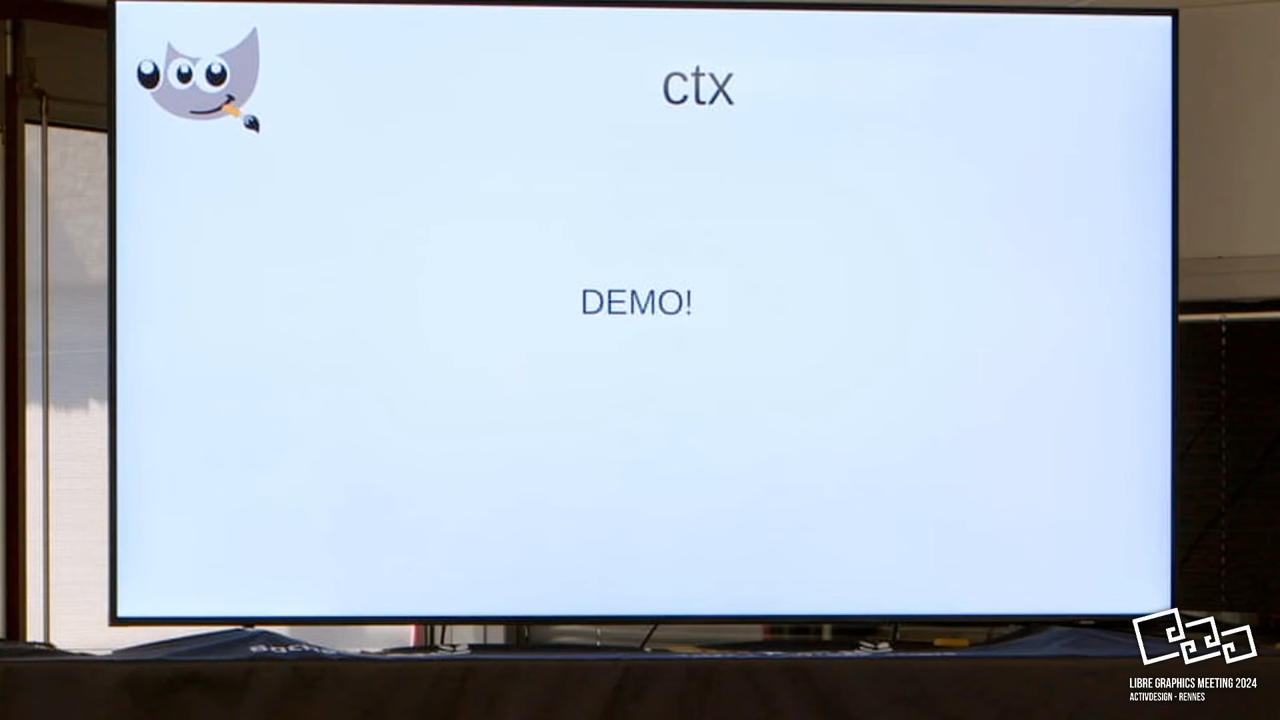 ctx
DEMO!
LIBRE GRAPHICS MEETING 2024
ACTIVDESIGN - RENNES